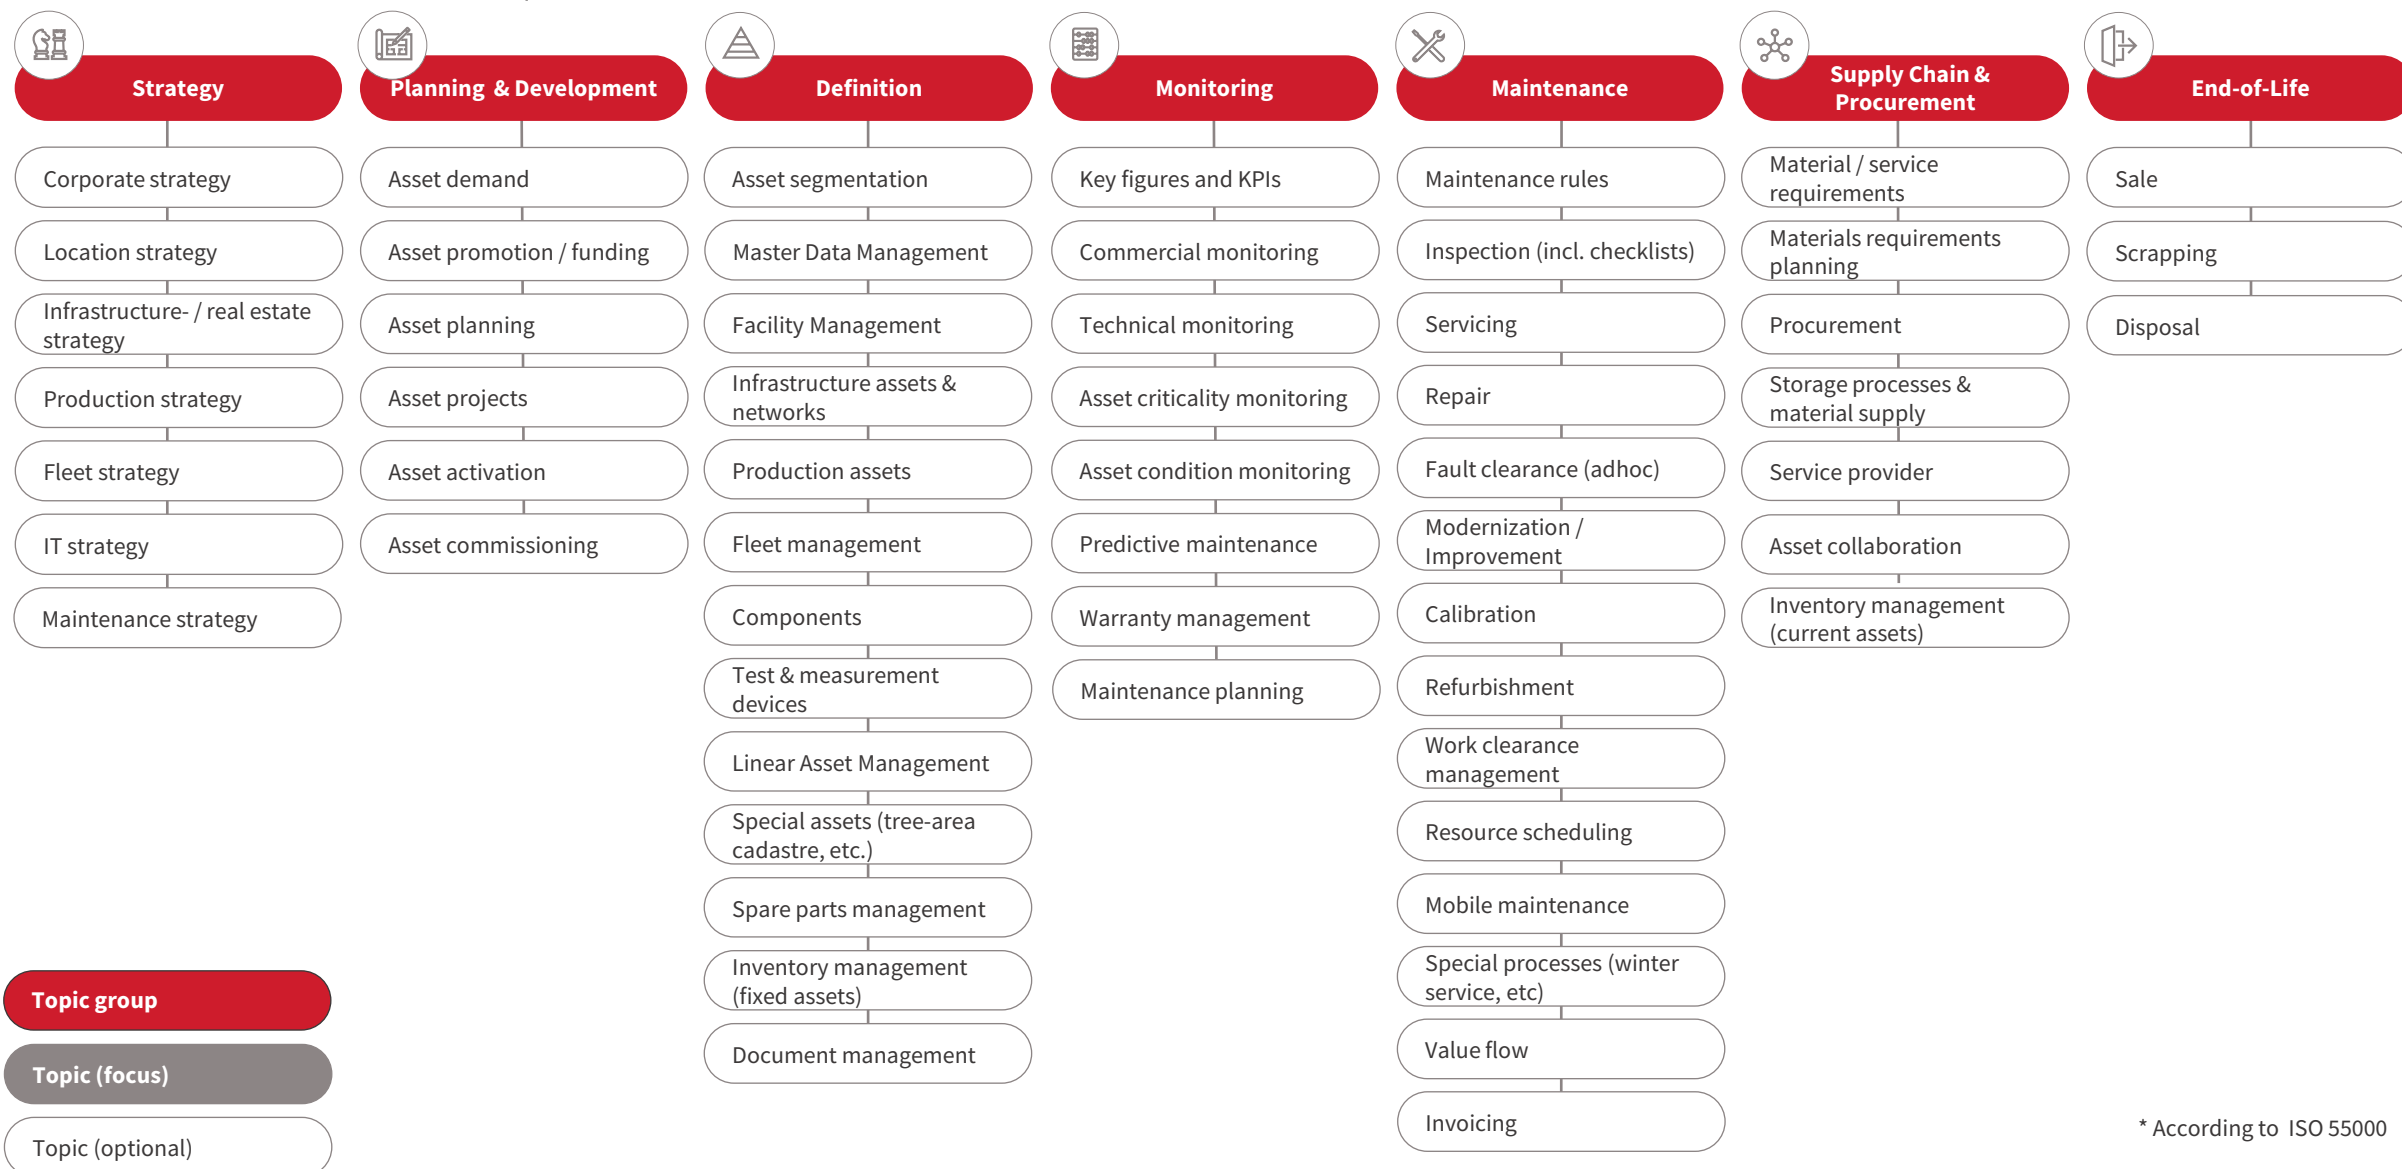 Strategy
Corporate strategy
Location strategy
Infrastructure- / real estate
strategy
Production strategy
Fleet strategy
IT strategy
Maintenance strategy
Planning & Development
Asset demand
Asset promotion / funding
Asset planning
Asset projects
Asset activation
Asset commissioning
Definition
Asset segmentation
Master Data Management
Facility Management
Infrastructure assets &
networks
Production assets
Fleet management
Components
Test & measurement
devices
Linear Asset Management
Special assets (tree-area
cadastre, etc.)
Spare parts management
Inventory management
(fixed assets)
Document management
Monitoring
Key figures and KPIs
Commercial monitoring
Technical monitoring
Asset criticality monitoring
Asset condition monitoring
Predictive maintenance
Warranty management
Maintenance planning
Maintenance
Maintenance rules
Inspection (incl. checklists)
Servicing
Repair
Fault clearance (adhoc)
Modernization /
Improvement
Calibration
Refurbishment
Work clearance
management
Resource scheduling
Mobile maintenance
Special processes (winter
service, etc)
Value flow
Invoicing
Supply Chain &
Procurement
Material / service
requirements
Materials requirements
planning
Procurement
Storage processes &
material supply
Service provider
Asset collaboration
Inventory management
(current assets)
End-of-Life
Sale
Scrapping
Disposal
Topic group
Topic (focus)
Topic (optional)
* According to ISO 55000